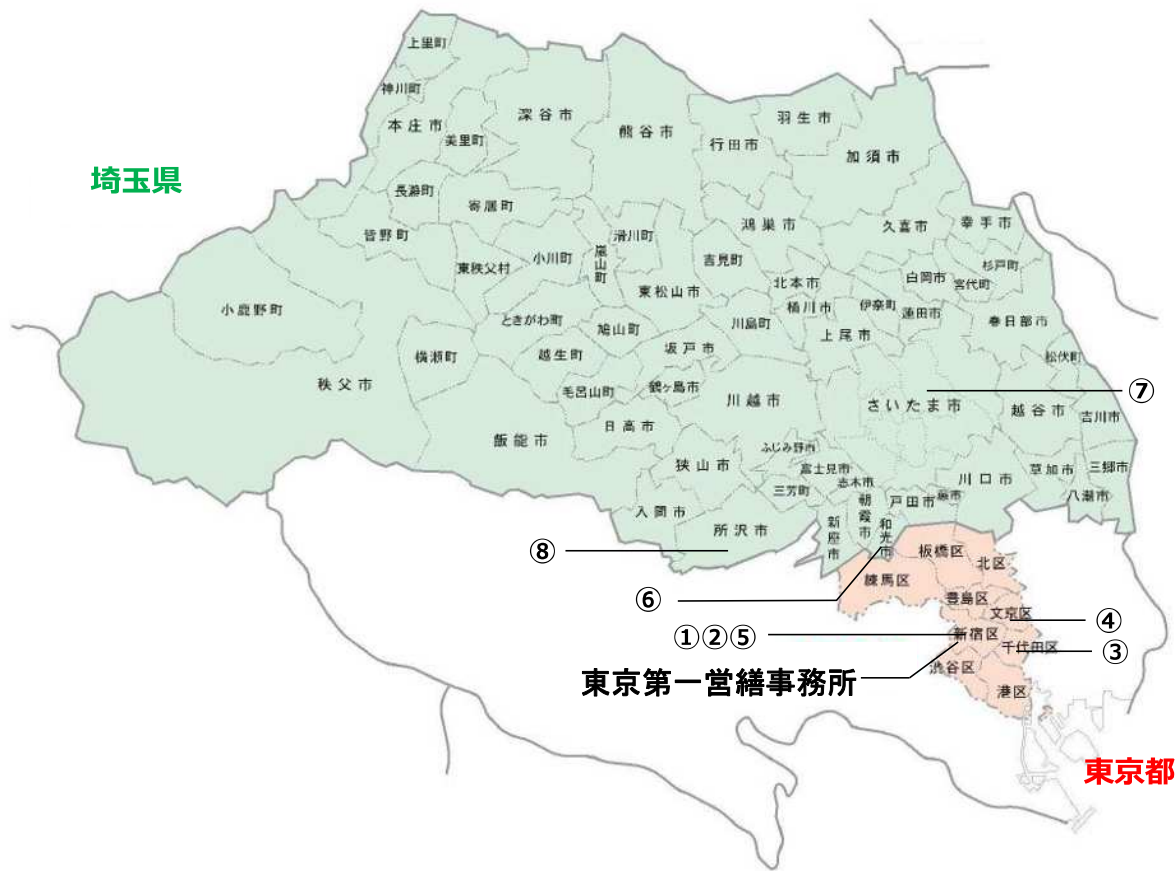 上里町
神川町
本庄市
美里町
深谷市
熊谷市
行田市
羽生市
加須市
埼玉県
長瀞町
寄居町
皆野町
東秩父村
小川町
嵐山町
滑川町
吉見町
鴻巣市
久喜市
幸手市
杉戸町
宮代町
白岡市
東松山市
北本市
桶川市
伊奈町
蓮田市
春日部市
小鹿野町
ときがわ町
鳩山町
川島町
上尾市
松伏町
横瀬町
越生町
坂戸市
秩父市
毛呂山町
鶴ヶ島市
川越市
さいたま市
⑦
越谷市
吉川市
飯能市
日高市
ふじみ野市
狭山市
富士見市
志木市
三芳町
川口市
草加市
三郷市
八潮市
入間市
所沢市
新座市
朝霞市
和光市
戸田市
蕨市
⑧
板橋区
北区
練馬区
⑥
豊島区
文京区
④
①②⑤
新宿区
千代田区
③
渋谷区
東京第一営繕事務所
港区
東京都